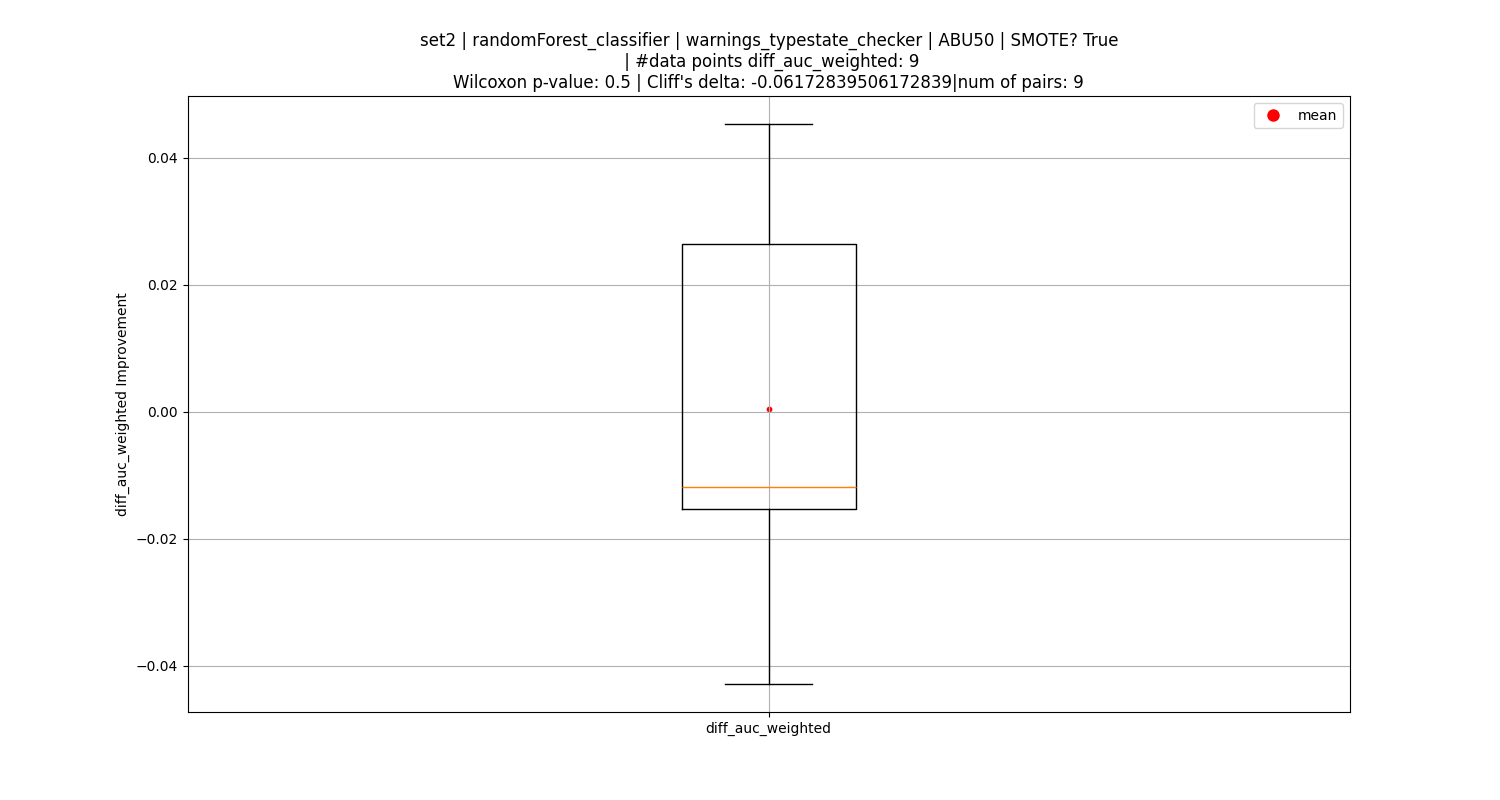 set2 | randomForest_classifier | warnings_typestate_checker | ABU50 | SMOTE? True
| #data points diff_auc_weighted: 9
Wilcoxon p-value: 0.5 | Cliff's delta: -0.06172839506172839|num of pairs: 9
mean
0.04
0.02
0.00
−0.02
−0.04
diff_auc_weighted Improvement
diff_auc_weighted